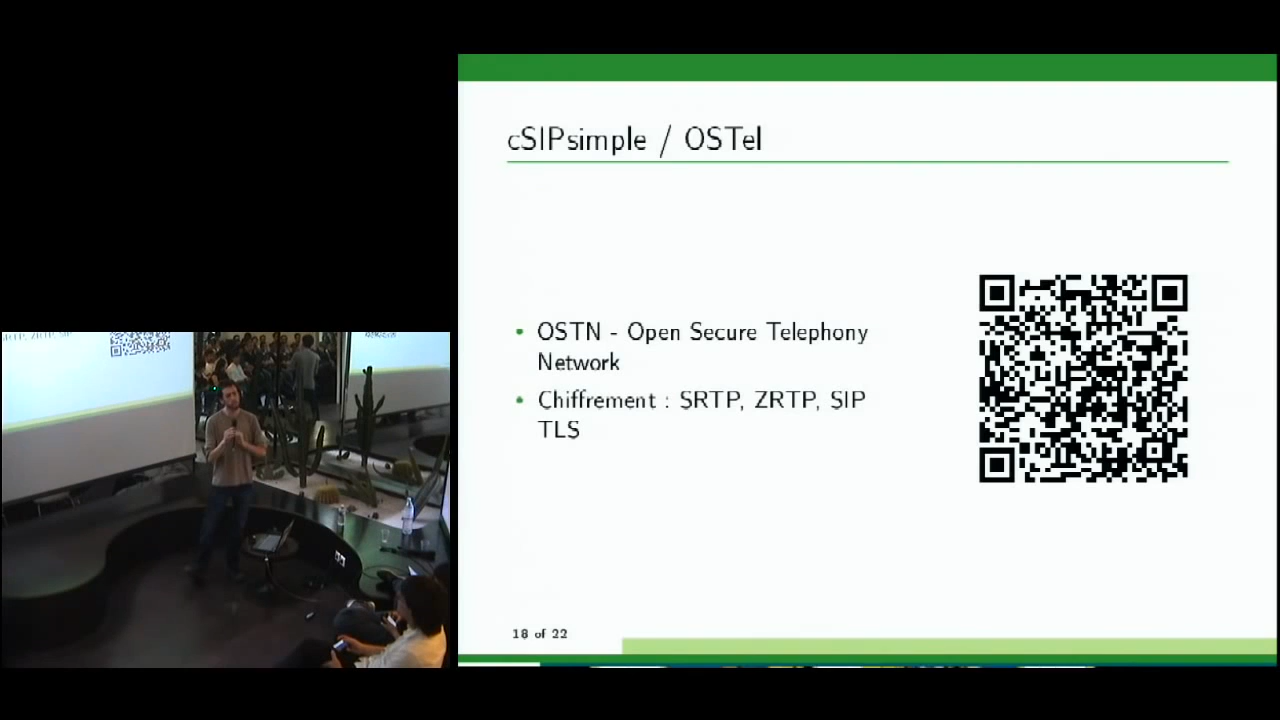 cSIPsimple / OSTel
• OSTN - Open Secure Telephony
Network
• Chiffrement : SRTP, ZRTP, SIP
TLS
18 of 22